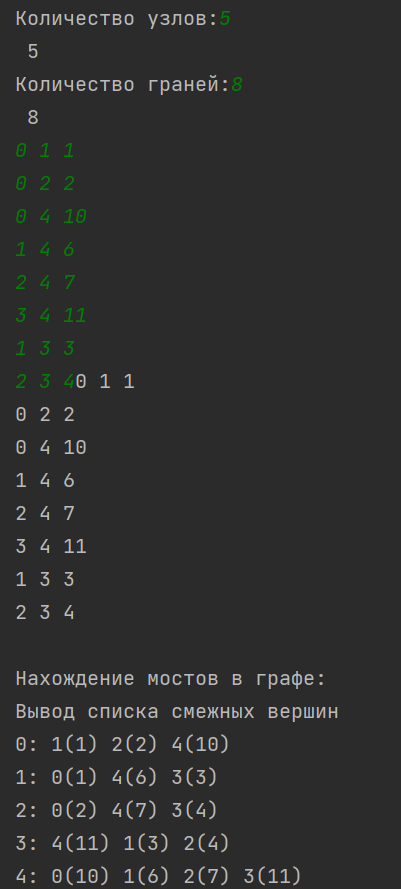 Количество узлов:5
5
Количество граней:8
8
0 1 1
0 2 2
0 4 10
1 4 6
2 4 7
3 4 11
1 3 3
2 3 40 1 1
0 2 2
0 4 10
1 4 6
2 4 7
3 4 11
1 3 3
2 3 4
Нахождение мостов в графе:
Вывод списка смежных вершин
0: 1(1) 2(2) 4(10)
1: 0(1) 4(6) 3(3)
2: 0(2) 4(7) 3(4)
3: 4(11) 1(3) 2(4)
4: 0(10) 1(6) 2(7) 3(11)